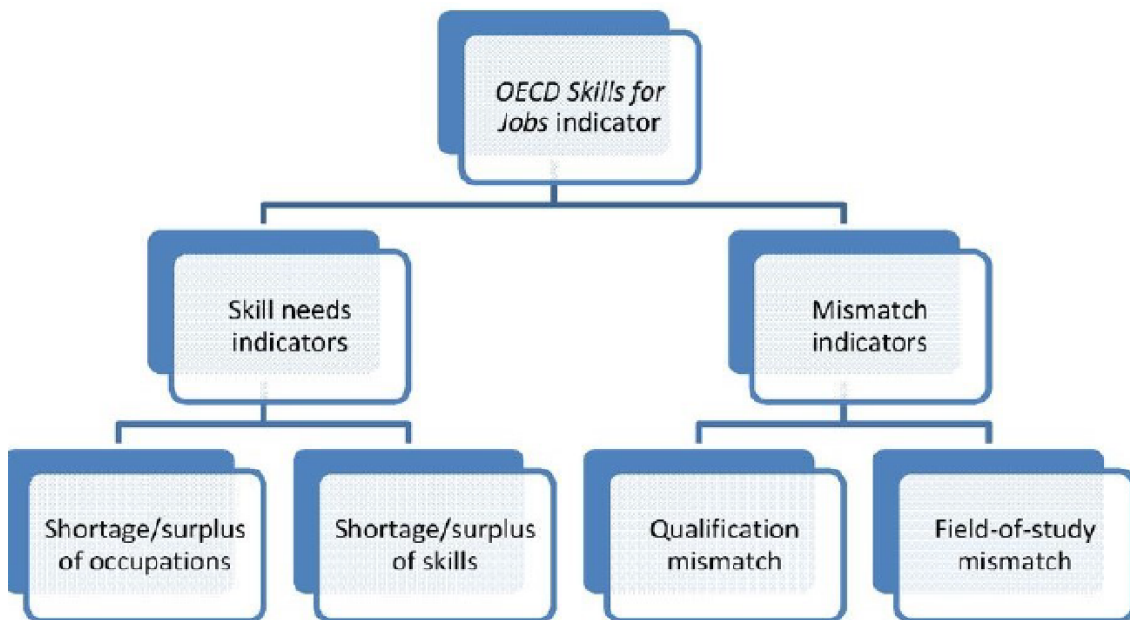 OECD Skills for
Jobs indicator
Skill needs
indicators
Mismatch
indicators
Shortage/surplus
of occupations
Shortage/surplus
of skills
Qualification
mismatch
Field-of-study
mismatch